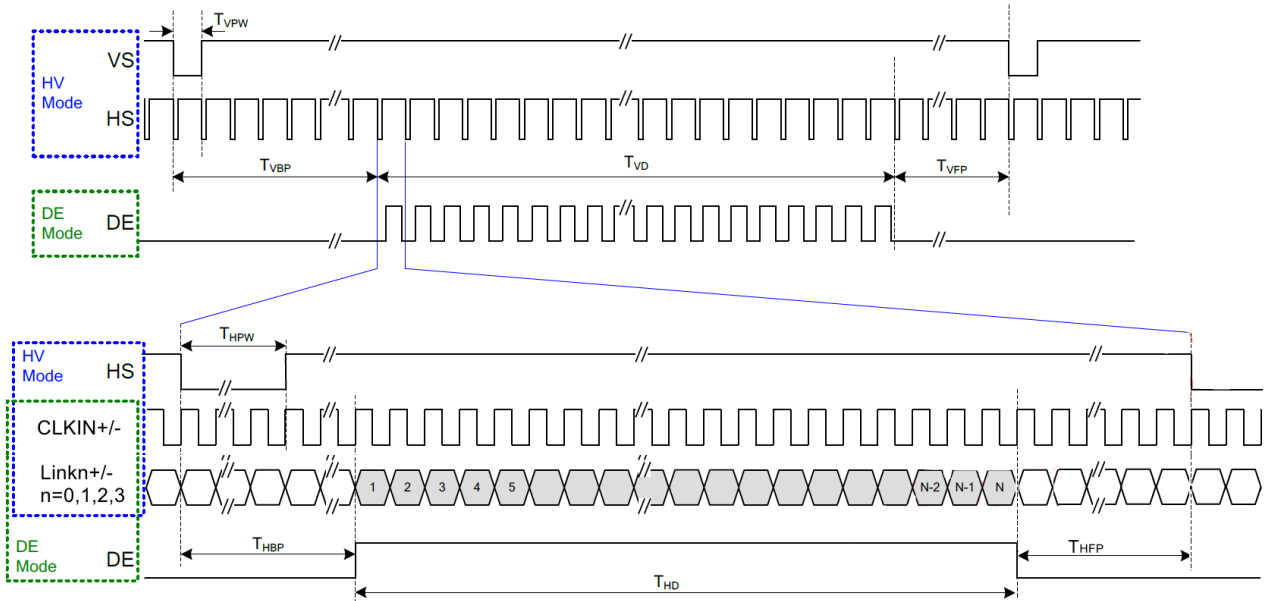 TVPW
VS
HV
Mode
HS
TVBP
TVD
TVFP
DE
Mode
DE
THPW
HV
Mode
HS
CLKIN+/-
Linkn+/-
n=0,1,2,3
1 2 3 4 5 N-2 N-1 N
DE
Mode
DE
THBP
THFP
THD